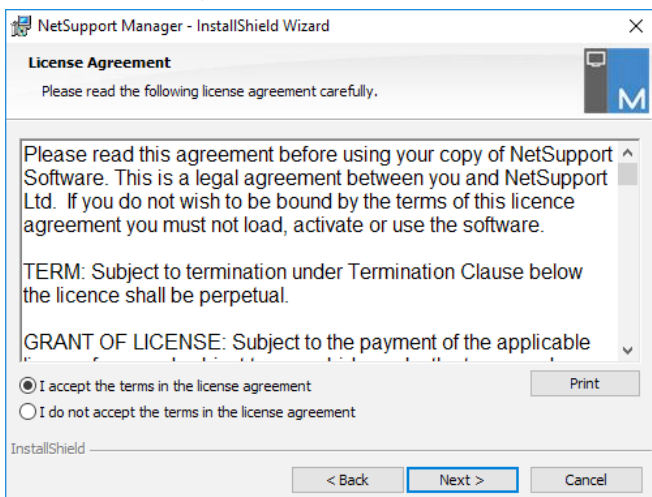 NetSupport Manager - InstallShield Wizard
License Agreement
Please read the following license agreement carefully.
M
Please read this agreement before using your copy of NetSupport
Software. This is a legal agreement between you and NetSupport
Ltd. If you do not wish to be bound by the terms of this licence
agreement you must not load, activate or use the software.
TERM: Subject to termination under Termination Clause below
the licence shall be perpetual.
GRANT OF LICENSE: Subject to the payment of the applicable
I accept the terms in the license agreement
Print
I do not accept the terms in the license agreement
InstallShield
< Back
Next >
Cancel